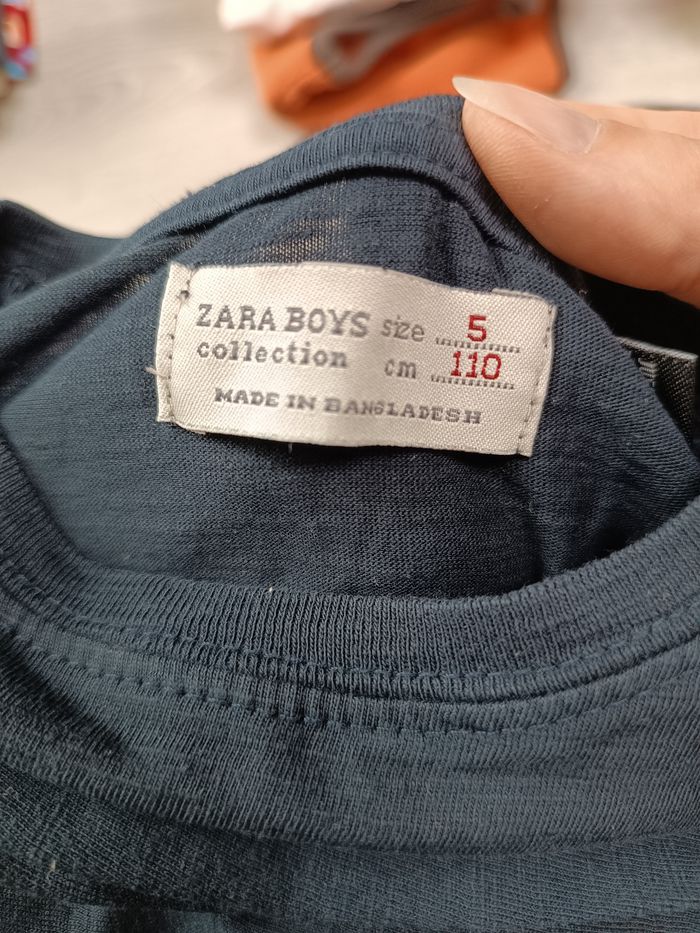 ZARA BOYS size 5
collection cm 110
MADE IN BANGLADESH